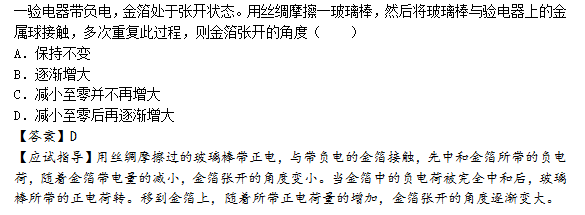 一验电器带负电，金箔处于张开状态。用丝绸摩擦一玻璃棒，然后将玻璃棒与验电器上的金
属球接触，多次重复此过程，则金箔张开的角度（　　）
A．保持不变
B．逐渐增大
C．减小至零并不再增大
D．减小至零后再逐渐增大
【答案】D
【应试指导】用丝绸摩擦过的玻璃棒带正电，与带负电的金箔接触，先中和金箔所带的负电
荷，随着金箔带电量的减小，金箔张开的角度变小。当金箔中的负电荷被完全中和后，玻璃
棒所带的正电荷转。移到金箔上，随着所带正电荷量的增加，金箔张开的角度逐渐变大。